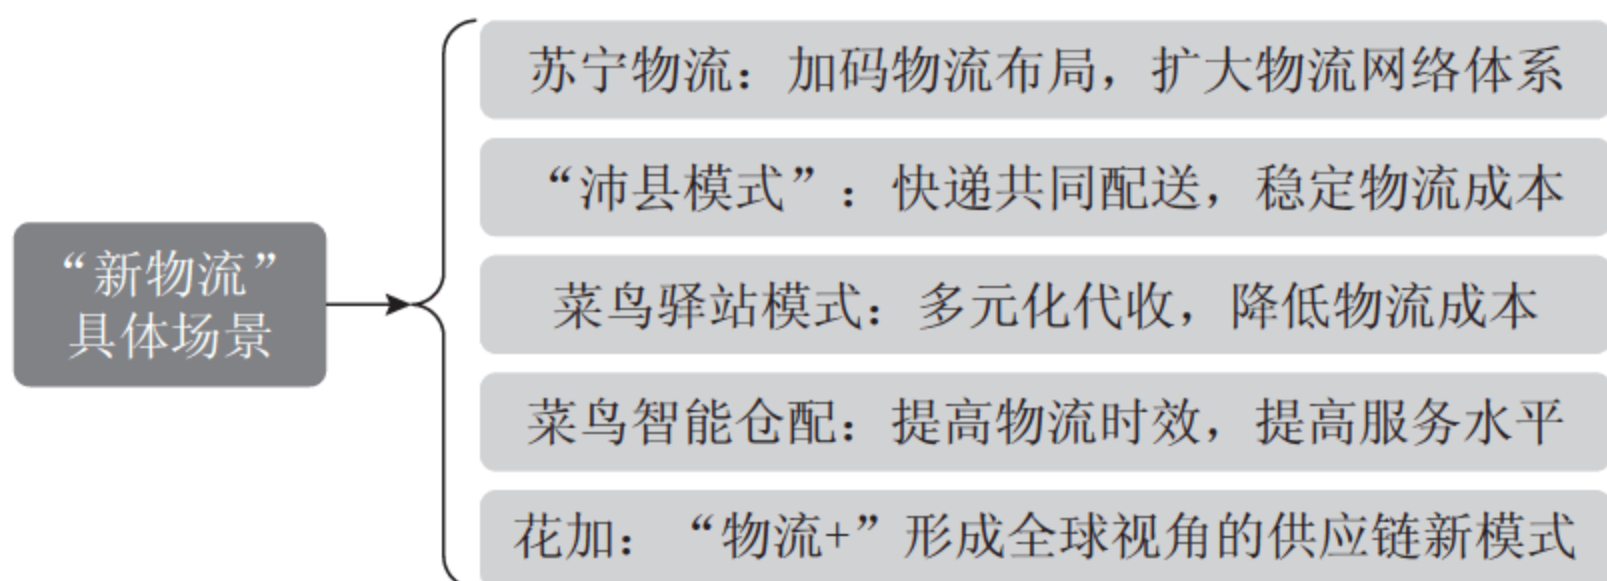 “新物流”
具体场景
苏宁物流：加码物流布局，扩大物流网络体系
“沛县模式”：快递共同配送，稳定物流成本
菜鸟驿站模式：多元化代收，降低物流成本
菜鸟智能仓配：提高物流时效，提高服务水平
花加：“物流+”形成全球视角的供应链新模式